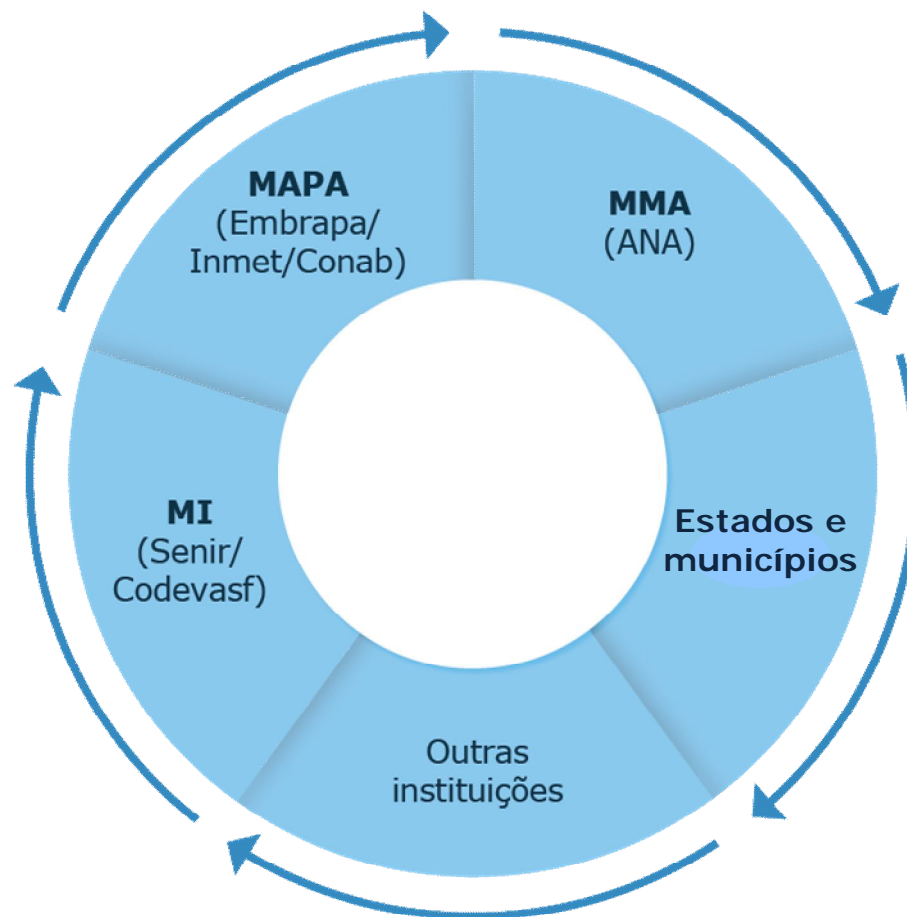 MAPA
(Embrapa/
Inmet/Conab)
MMA
(ANA)
Estados e
municípios
Outras
instituições
MI
(Senir/
Codevasf)